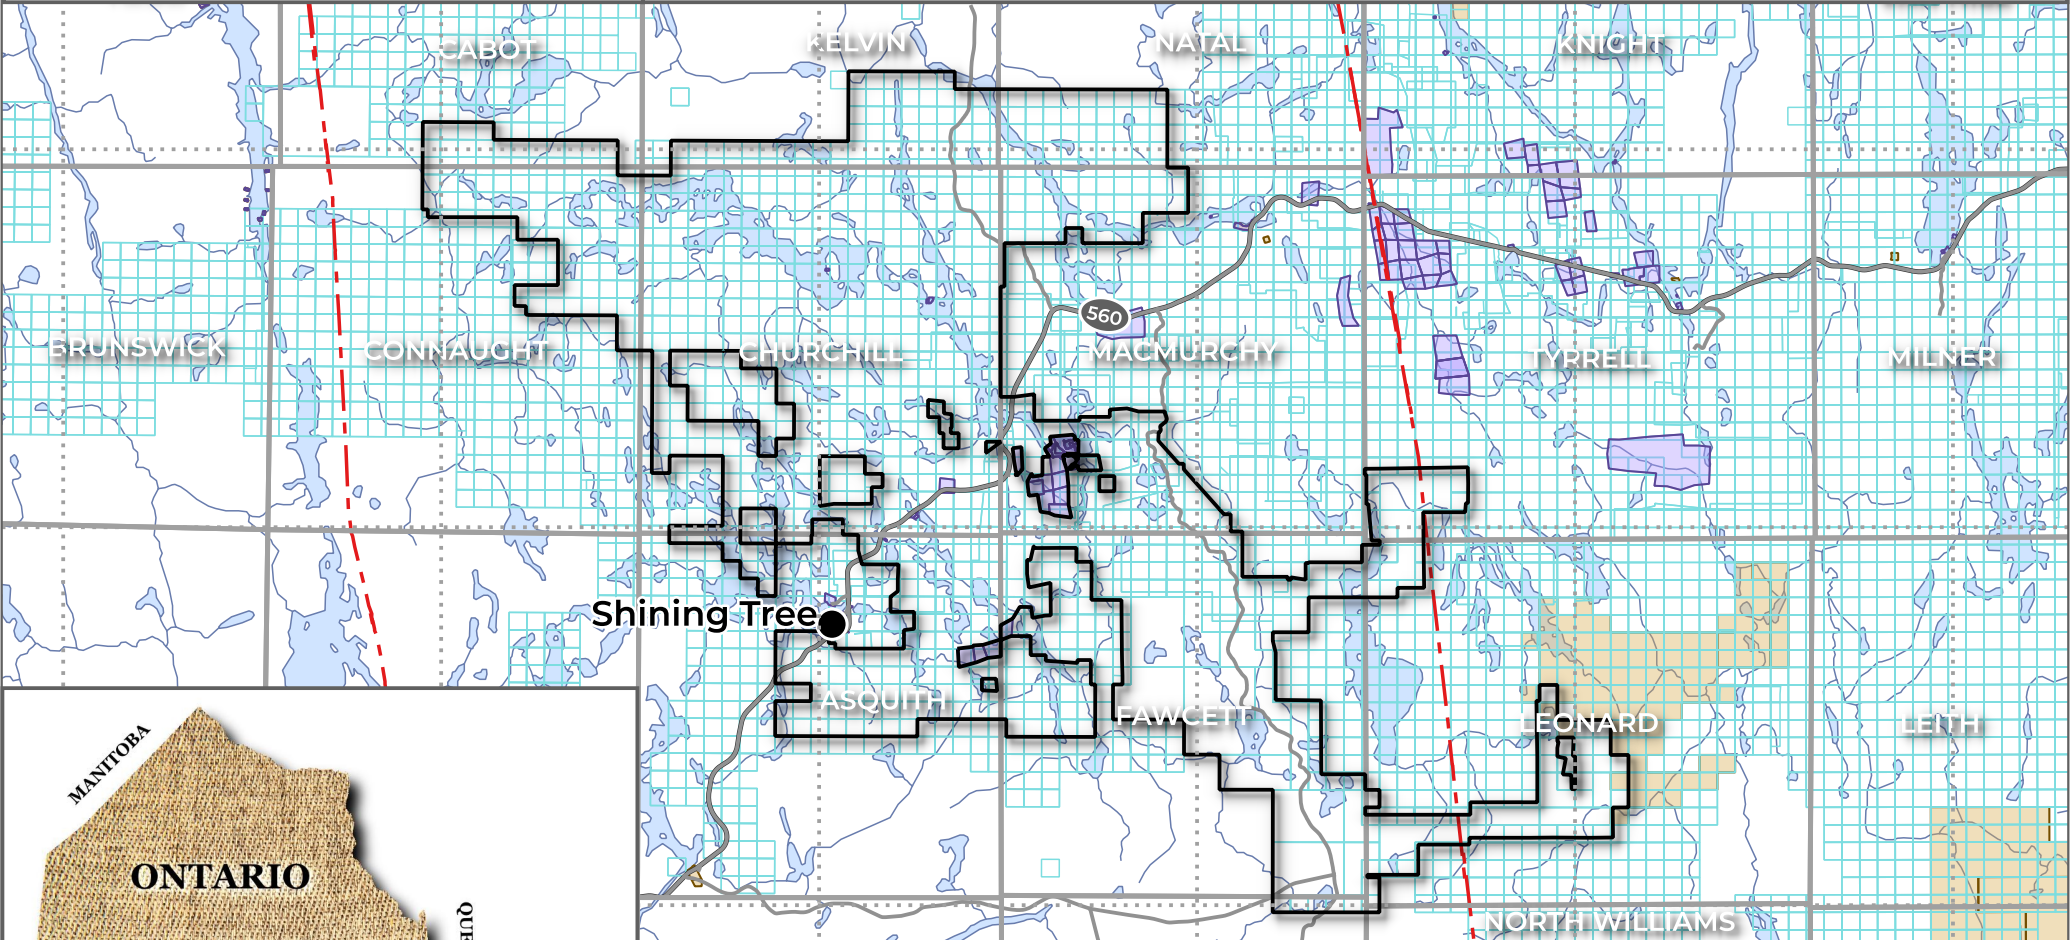 CABOT
KELVIN
NATAL
KNIGHT
560
BRUNSWICK
CONNAUGHT
CHURCHILL
MACMURCHY
TYRRELL
MILNER
Shining Tree
ASQUITH
FAWCETT
LEONARD
LEITH
MANITOBA
ONTARIO
NORTH WILLIAMS